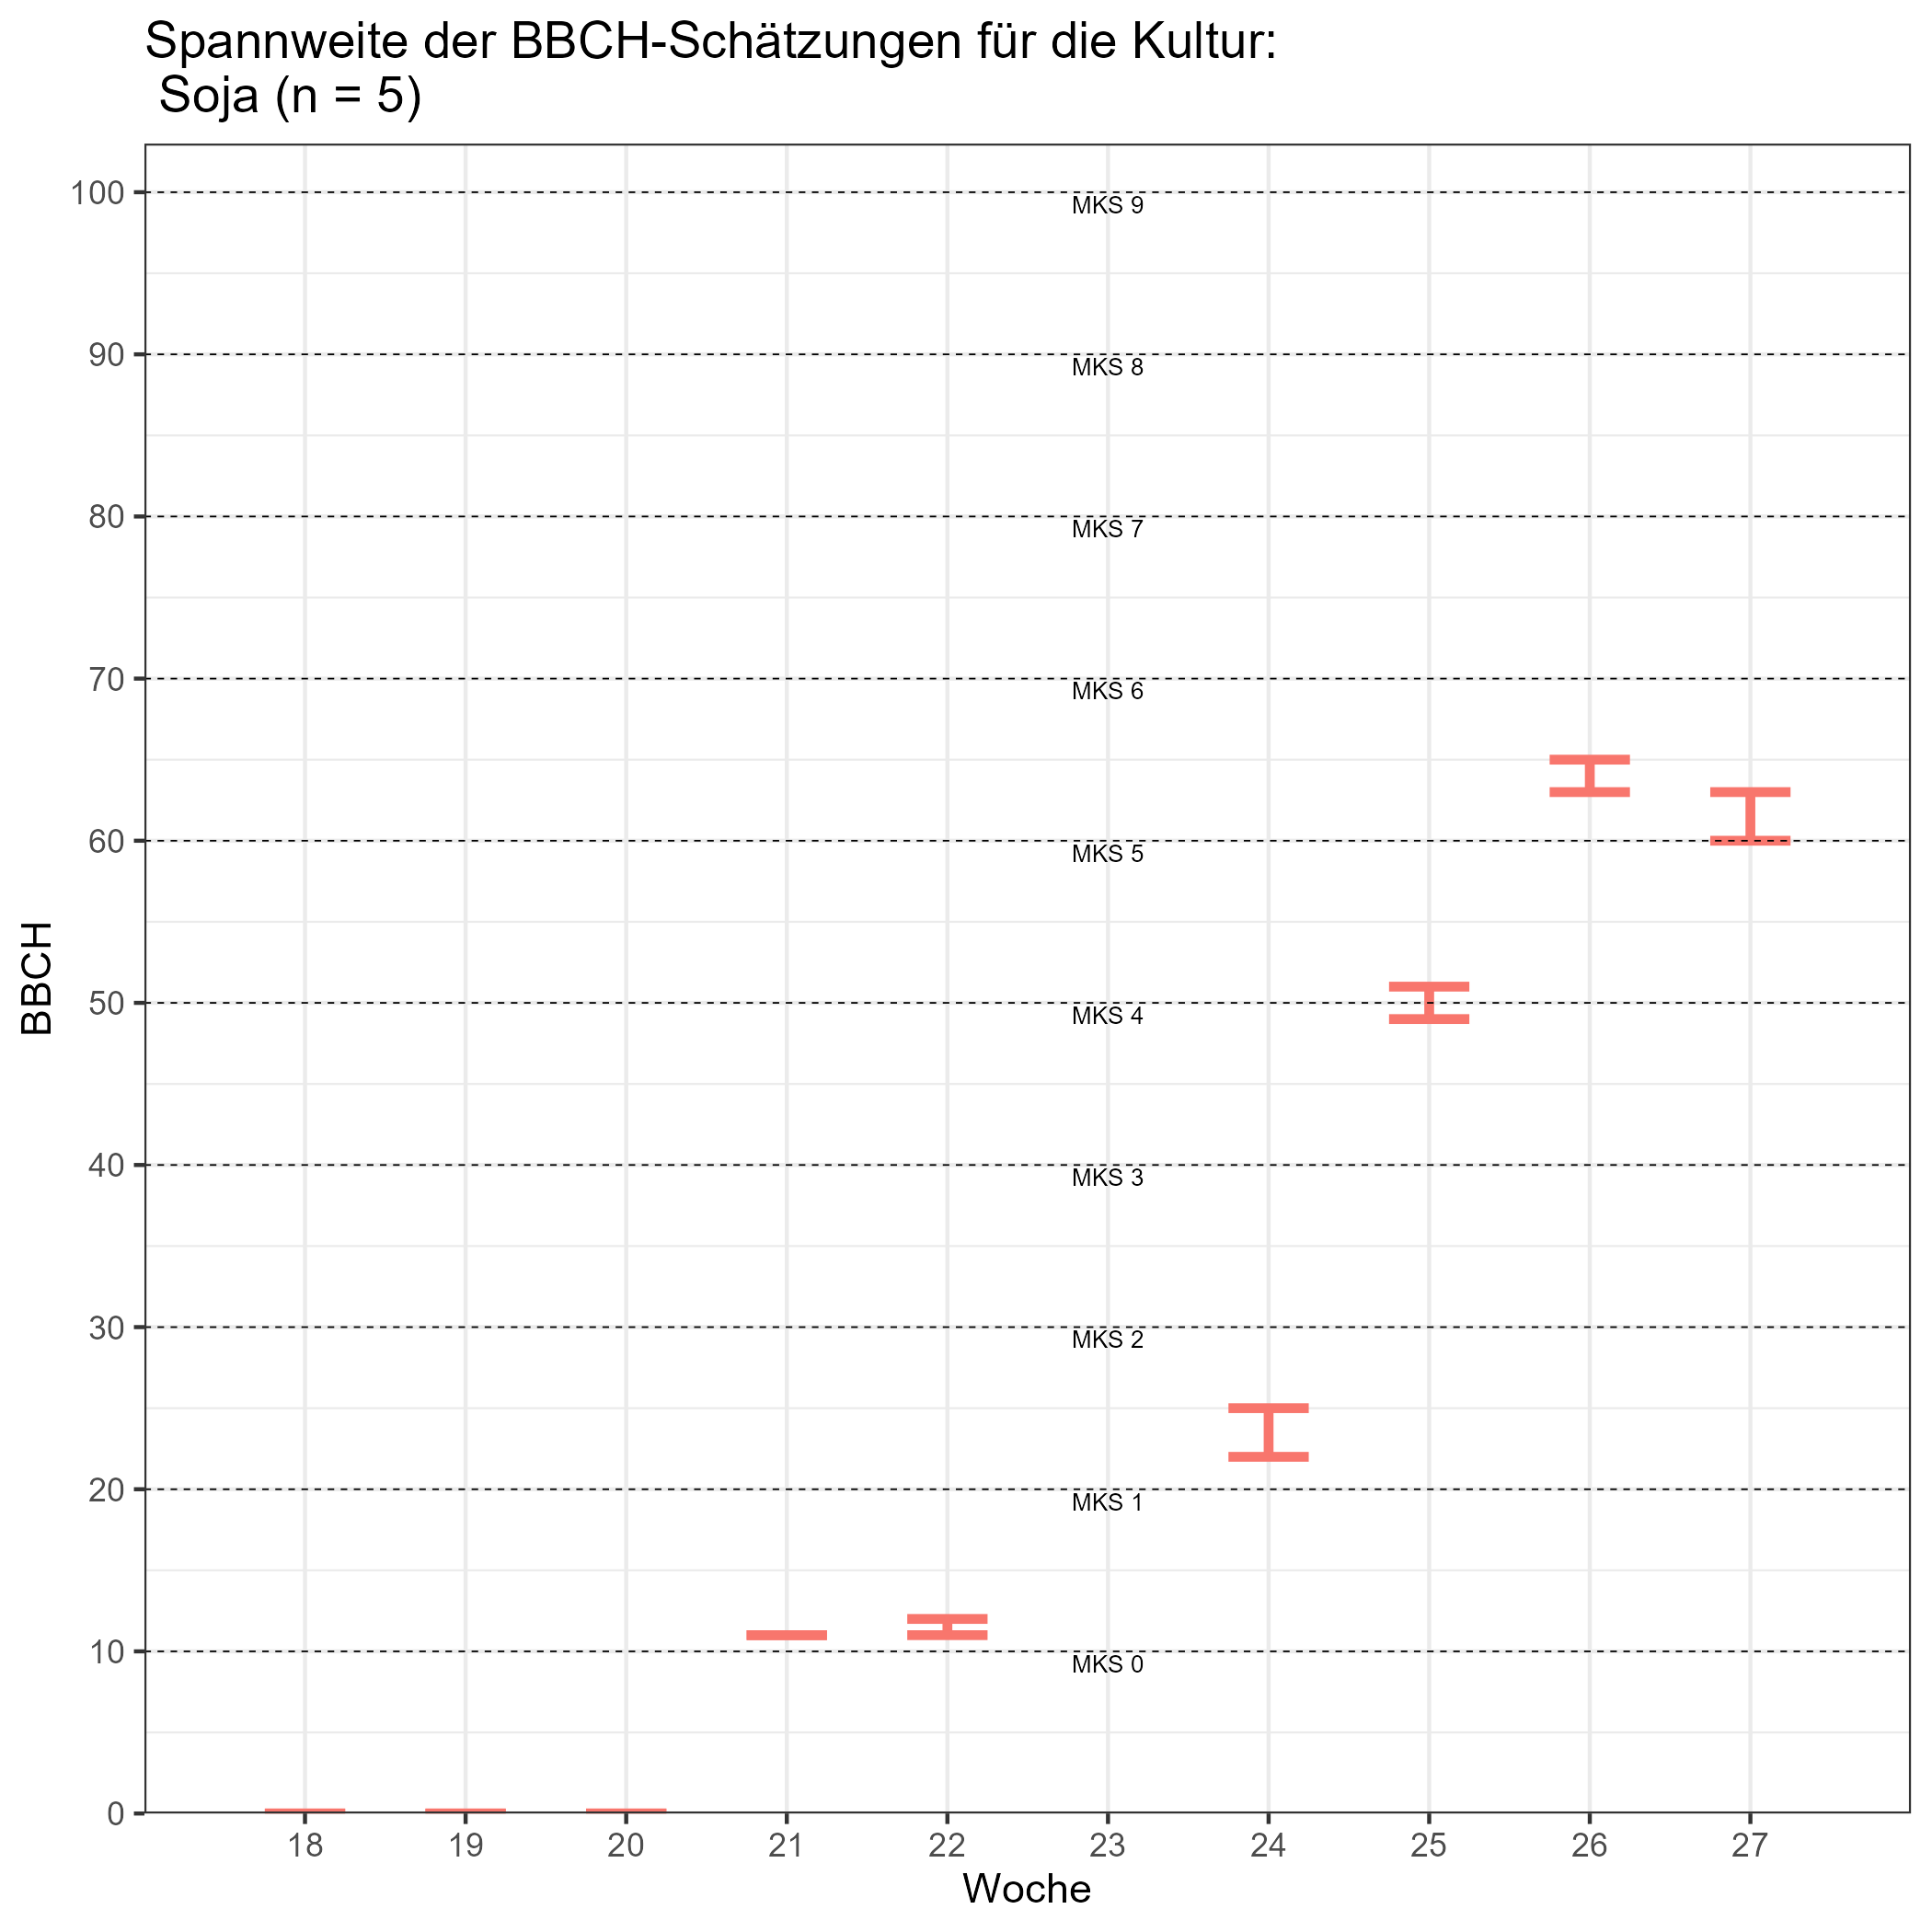 Spannweite der BBCH-Schätzungen für die Kultur:
Soja (n = 5)
100
MKS 9
90
MKS 8
80
MKS 7
70
MKS 6
60
MKS 5
50
MKS 4
40
MKS 3
30
MKS 2
20
MKS 1
10
MKS 0
0
BBCH
18 19 20 21 22 23 24 25 26 27
Woche